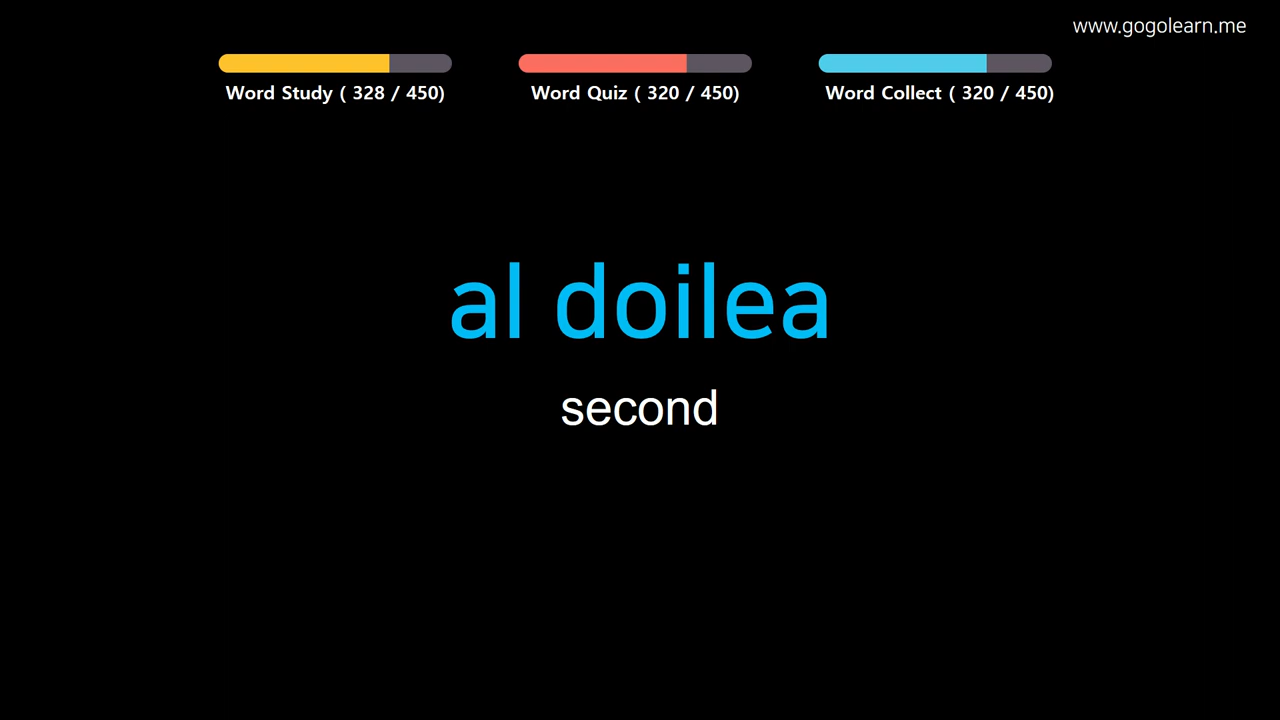 www.gogolearn.me
Word Study ( 328 / 450)
Word Quiz ( 320 / 450)
Word Collect ( 320 / 450)
al doilea
second